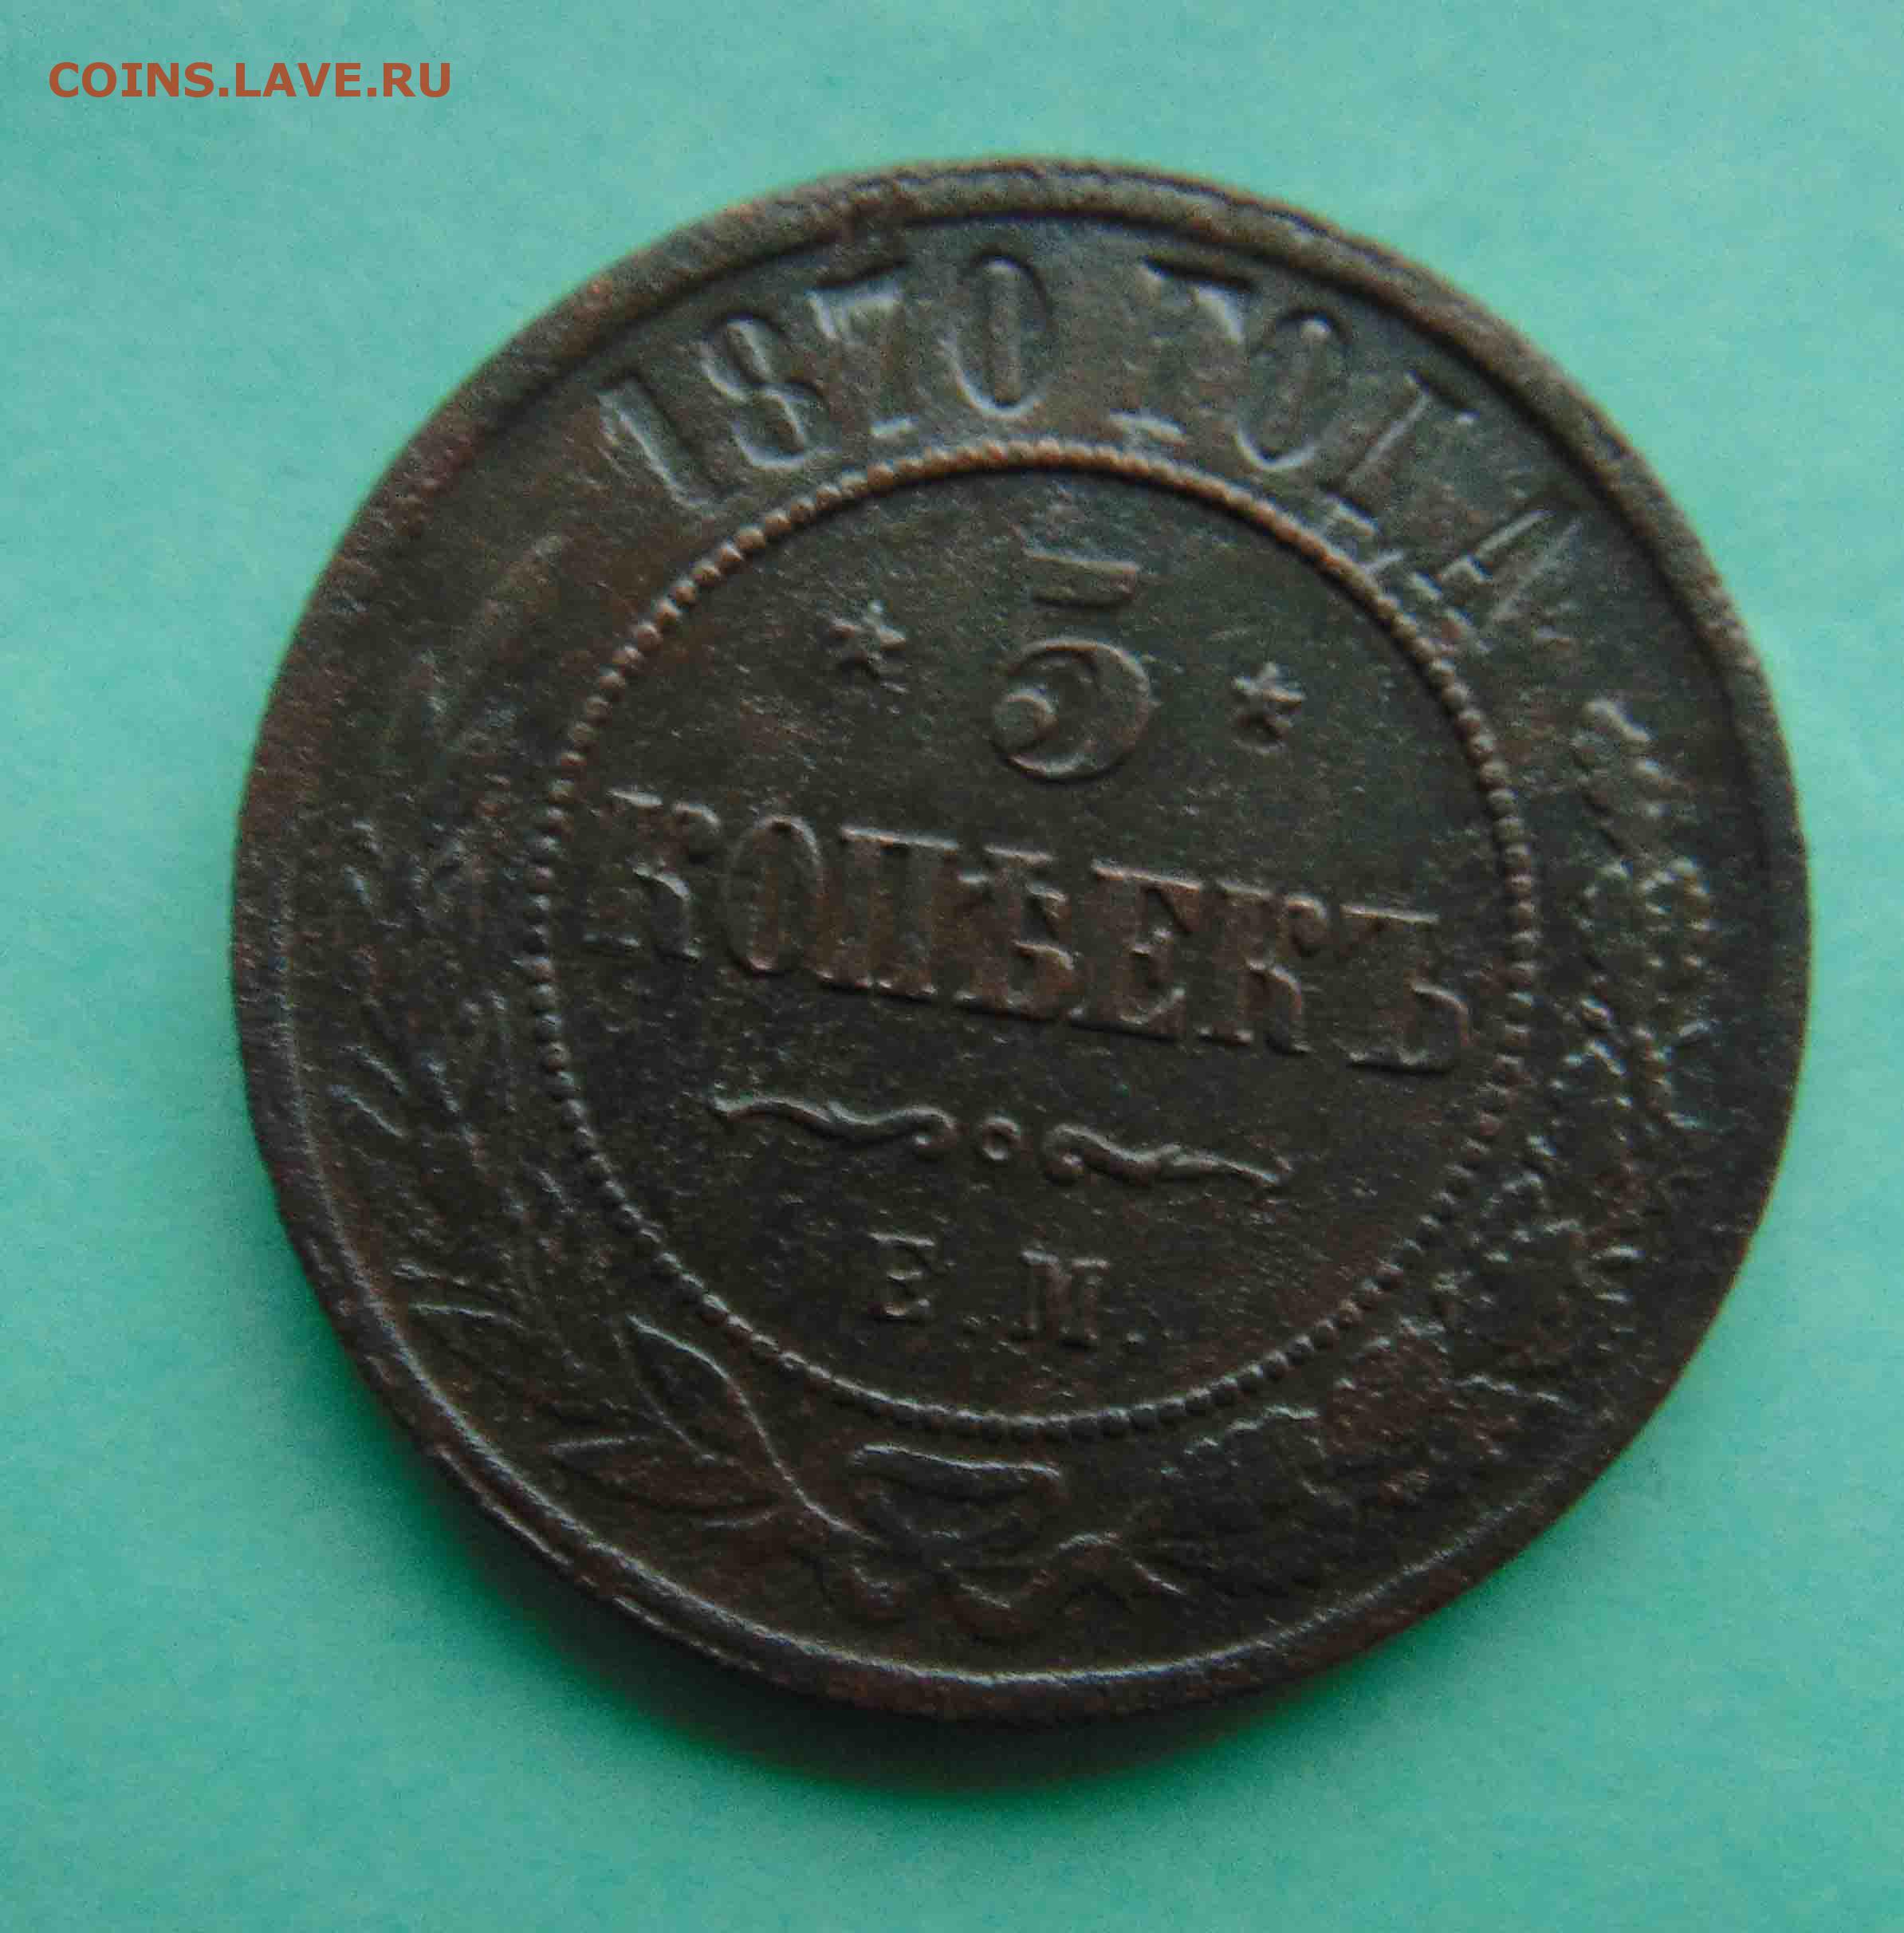 COINS.LAVE.RU
1870 ГОДА
* 5 *
КОПѢЕКЪ
Е.М.